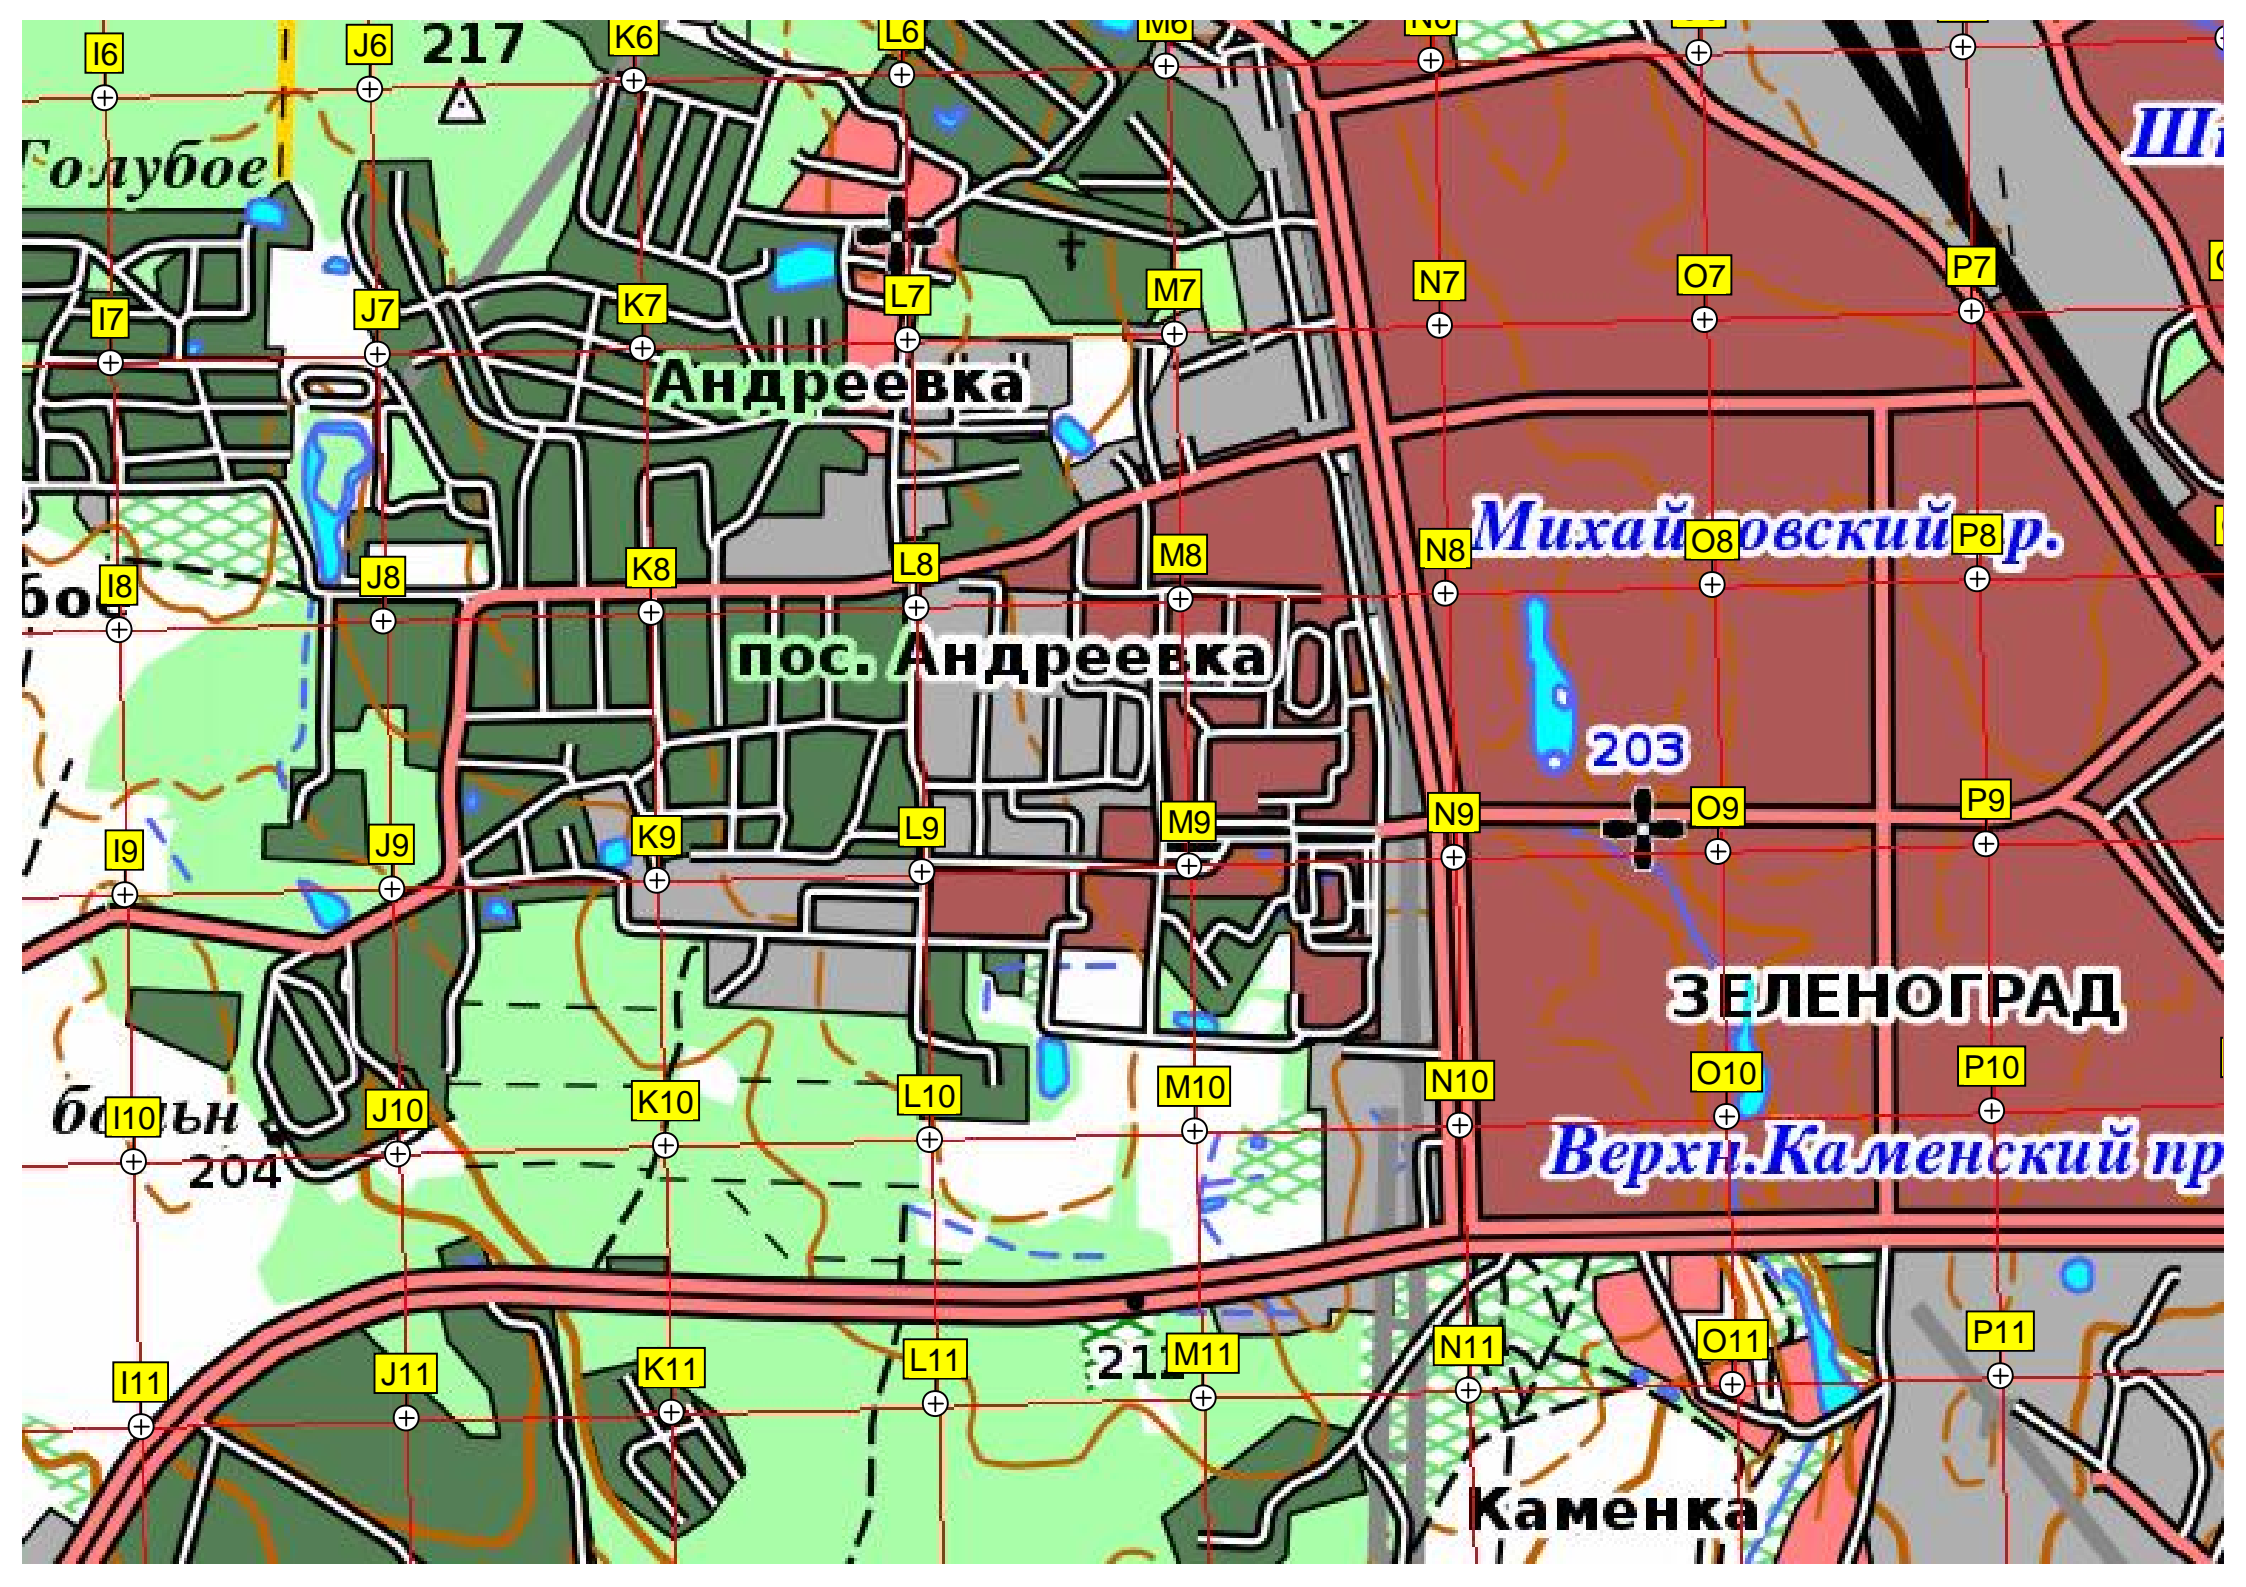 K6
L6
M6
J6
I6
217
Голубое
P7
O7
N7
M7
L7
K7
J7
I7
Андреевка
Михайловский пр.
P8
O8
N8
M8
L8
K8
J8
I8
пос. Андреевка
203
P9
O9
N9
M9
L9
K9
J9
I9
ЗЕЛЕНОГРАД
P10
O10
N10
M10
L10
K10
J10
I10
больн
204
Верхн.Каменский пр
P11
O11
N11
M11
L11
K11
J11
I11
212
Каменка